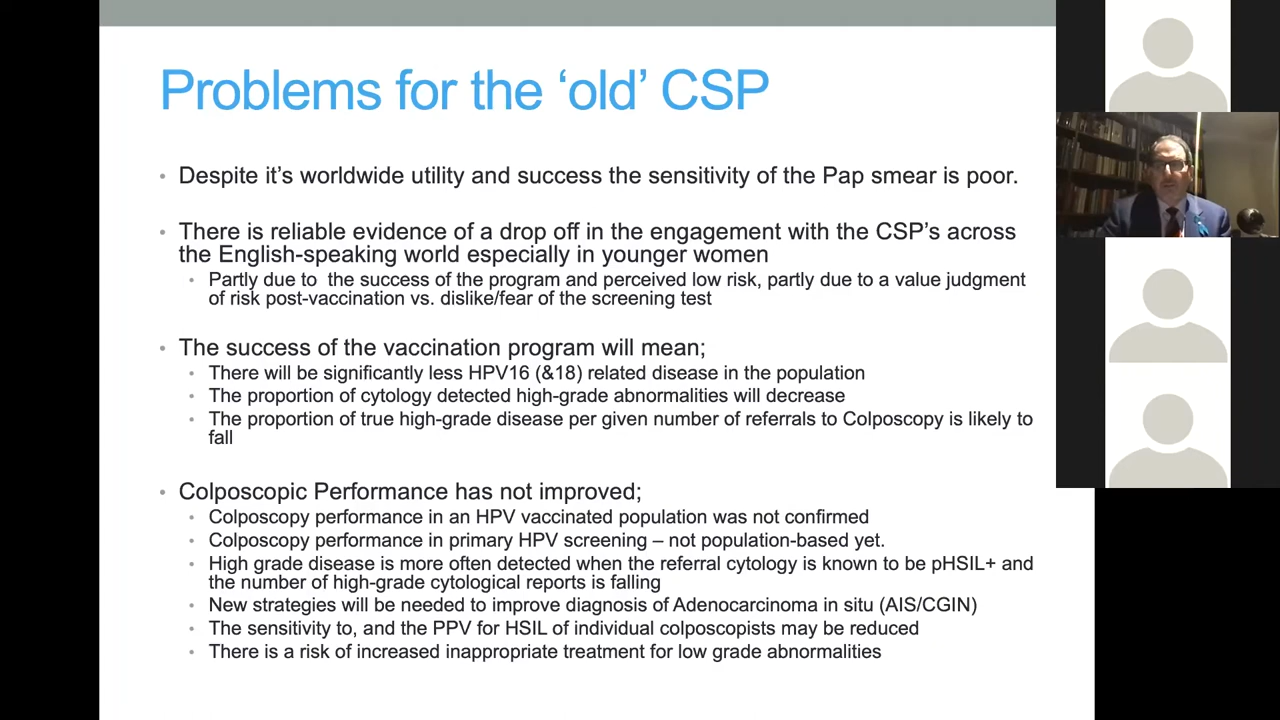 Problems for the ‘old’ CSP
Despite it’s worldwide utility and success the sensitivity of the Pap smear is poor.
There is reliable evidence of a drop off in the engagement with the CSP’s across
the English-speaking world especially in younger women
Partly due to the success of the program and perceived low risk, partly due to a value judgment
of risk post-vaccination vs. dislike/fear of the screening test
The success of the vaccination program will mean;
There will be significantly less HPV16 (&18) related disease in the population
The proportion of cytology detected high-grade abnormalities will decrease
The proportion of true high-grade disease per given number of referrals to Colposcopy is likely to
fall
Colposcopic Performance has not improved;
Colposcopy performance in an HPV vaccinated population was not confirmed
Colposcopy performance in primary HPV screening – not population-based yet.
High grade disease is more often detected when the referral cytology is known to be pHSIL+ and
the number of high-grade cytological reports is falling
New strategies will be needed to improve diagnosis of Adenocarcinoma in situ (AIS/CGIN)
The sensitivity to, and the PPV for HSIL of individual colposcopists may be reduced
There is a risk of increased inappropriate treatment for low grade abnormalities